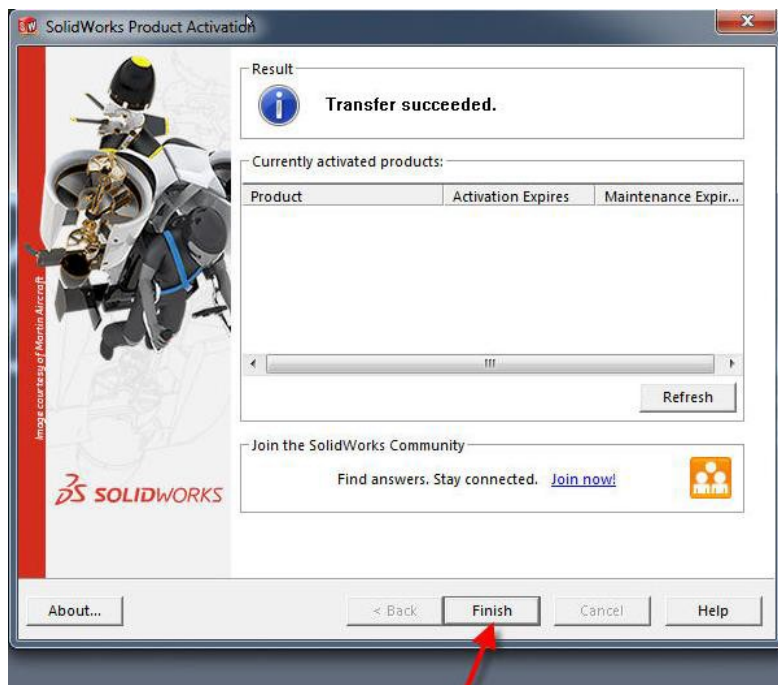 SolidWorks Product Activation
Result
Transfer succeeded.
Currently activated products:
Product Activation Expires Maintenance Expir...
Refresh
Join the SolidWorks Community
Find answers. Stay connected. Join now!
Image courtesy of Martin Aircraft
SOLIDWORKS
About... < Back Finish Cancel Help